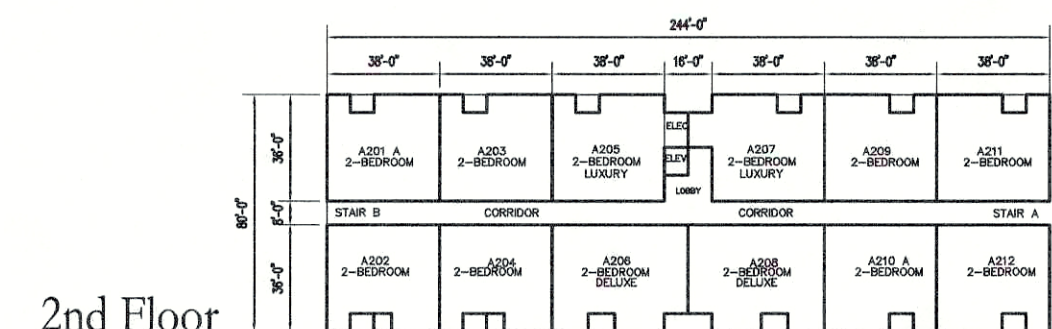 244'-0"
38'-0" 38'-0" 38'-0" 16'-0" 38'-0" 38'-0" 38'-0"
80'-0"
36'-0"
8'-0"
36'-0"
A201 A
2-BEDROOM
A203
2-BEDROOM
A205
2-BEDROOM
LUXURY
ELEC
ELEV
LOBBY
A207
2-BEDROOM
LUXURY
A209
2-BEDROOM
A211
2-BEDROOM
STAIR B CORRIDOR CORRIDOR STAIR A
A202
2-BEDROOM
A204
2-BEDROOM
A206
2-BEDROOM
DELUXE
A208
2-BEDROOM
DELUXE
A210 A
2-BEDROOM
A212
2-BEDROOM
2nd Floor